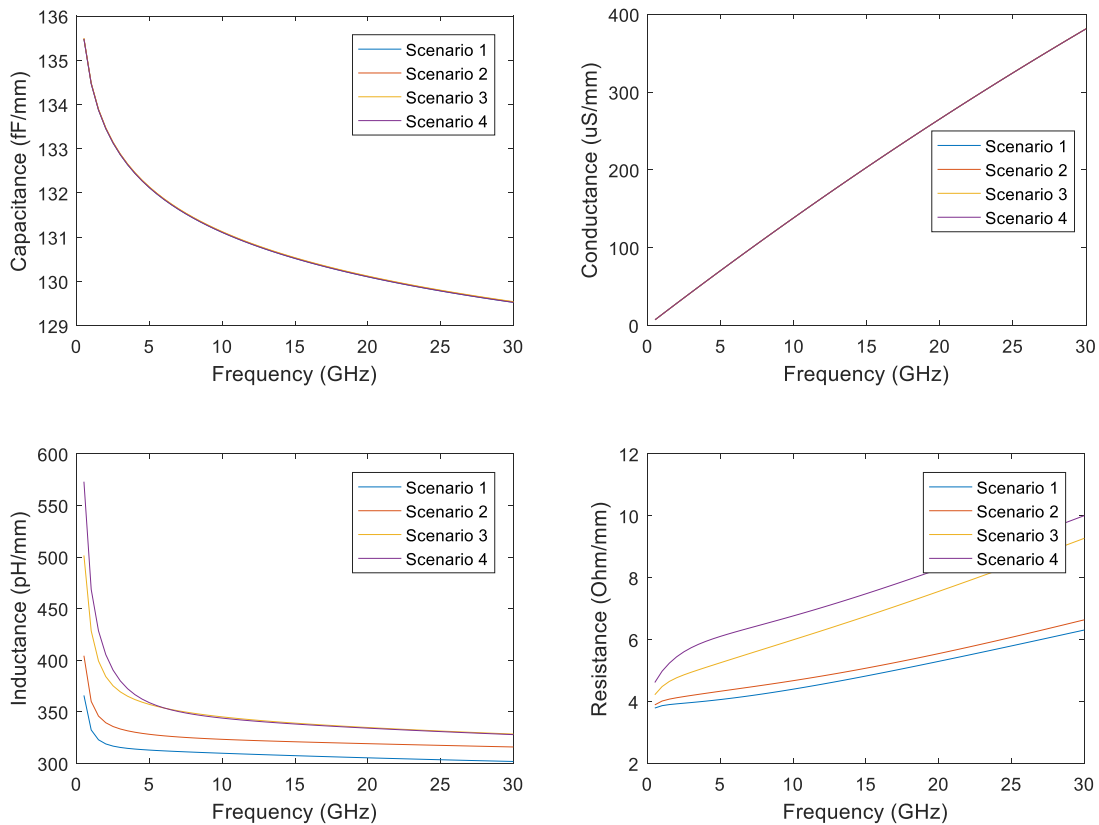 Capacitance (fF/mm)
136
135
134
133
132
131
130
129
0 5 10 15 20 25 30
Frequency (GHz)
Scenario 1
Scenario 2
Scenario 3
Scenario 4
Conductance (uS/mm)
400
300
200
100
0
0 5 10 15 20 25 30
Frequency (GHz)
Scenario 1
Scenario 2
Scenario 3
Scenario 4
Inductance (pH/mm)
600
550
500
450
400
350
300
0 5 10 15 20 25 30
Frequency (GHz)
Scenario 1
Scenario 2
Scenario 3
Scenario 4
Resistance (Ohm/mm)
12
10
8
6
4
2
0 5 10 15 20 25 30
Frequency (GHz)
Scenario 1
Scenario 2
Scenario 3
Scenario 4